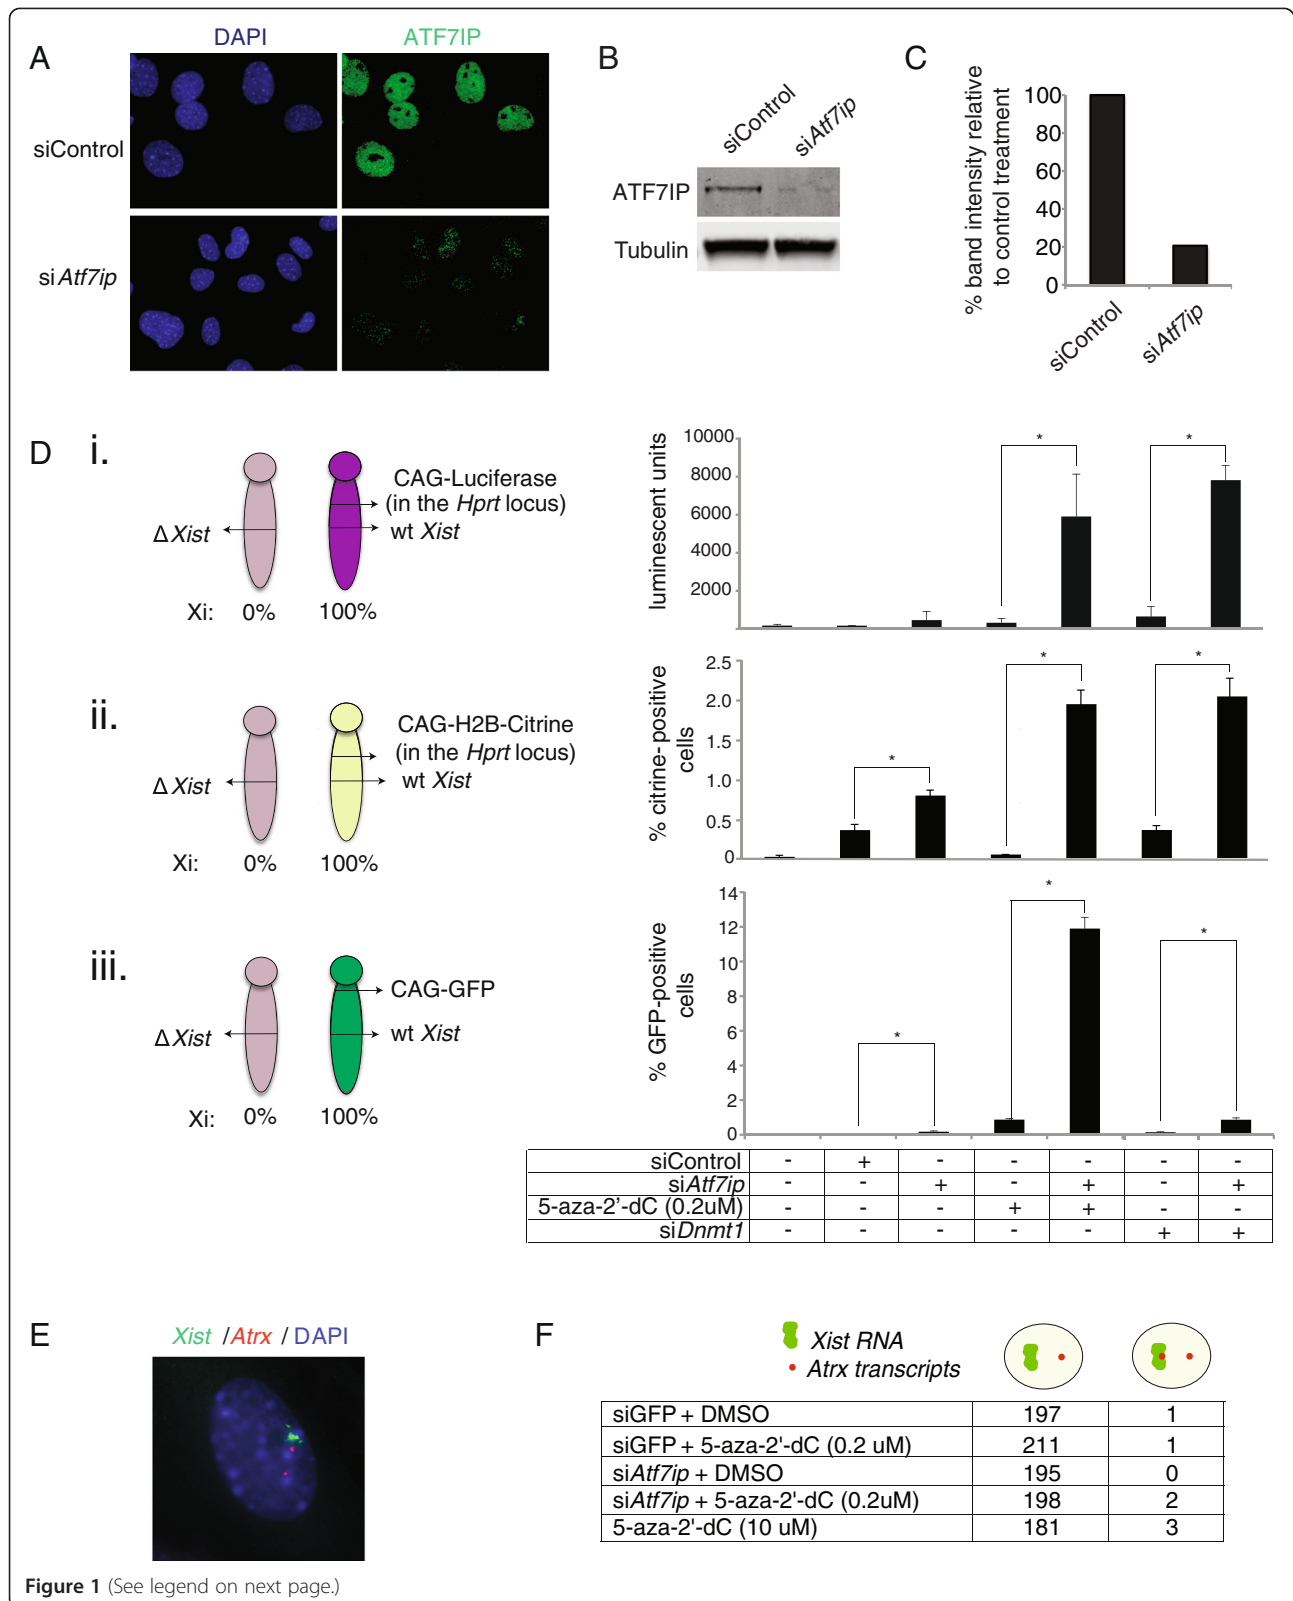 A
DAPI
ATF7IP
siControl
siAtf7ip
B
siControl
siAtf7ip
ATF7IP
Tubulin
C
% band intensity relative
to control treatment
100
80
60
40
20
0
siControl
siAtf7ip
D
i.
CAG-Luciferase
(in the Hprt locus)
Δ Xist
wt Xist
Xi: 0% 100%
luminescent units
10000
8000
6000
4000
2000
*
*
ii.
CAG-H2B-Citrine
(in the Hprt locus)
Δ Xist
wt Xist
Xi: 0% 100%
% citrine-positive
cells
2.5
2.0
1.5
1.0
0.5
0
*
*
*
iii.
CAG-GFP
Δ Xist
wt Xist
Xi: 0% 100%
% GFP-positive
cells
14
12
10
8
6
4
2
0
*
*
*
siControl - + - - - - -
siAtf7ip - - + - + - +
5-aza-2'-dC (0.2uM) - - - + + - -
siDnmt1 - - - - - + +
E
Xist /Atrx / DAPI
F
Xist RNA
Atrx transcripts
siGFP + DMSO 197 1
siGFP + 5-aza-2'-dC (0.2 uM) 211 1
siAtf7ip + DMSO 195 0
siAtf7ip + 5-aza-2'-dC (0.2uM) 198 2
5-aza-2'-dC (10 uM) 181 3
Figure 1 (See legend on next page.)